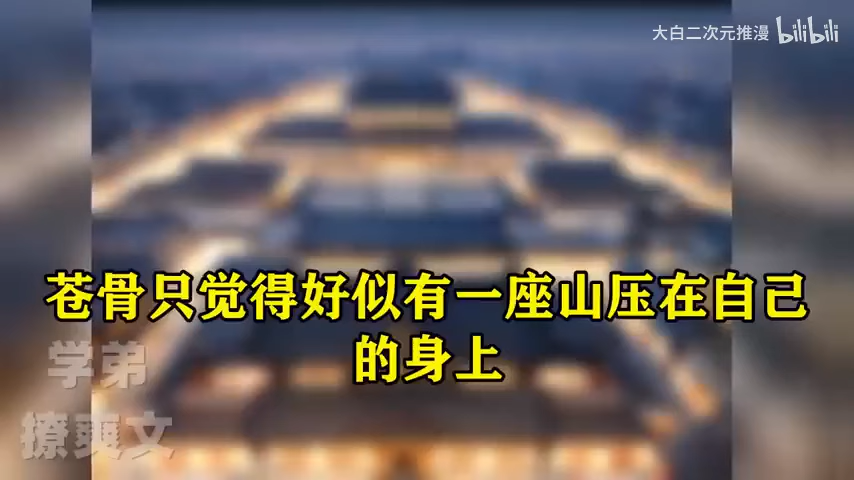 大白二次元推漫 bilibili
苍骨只觉得好似有一座山压在自己
的身上
学弟
撩爽文